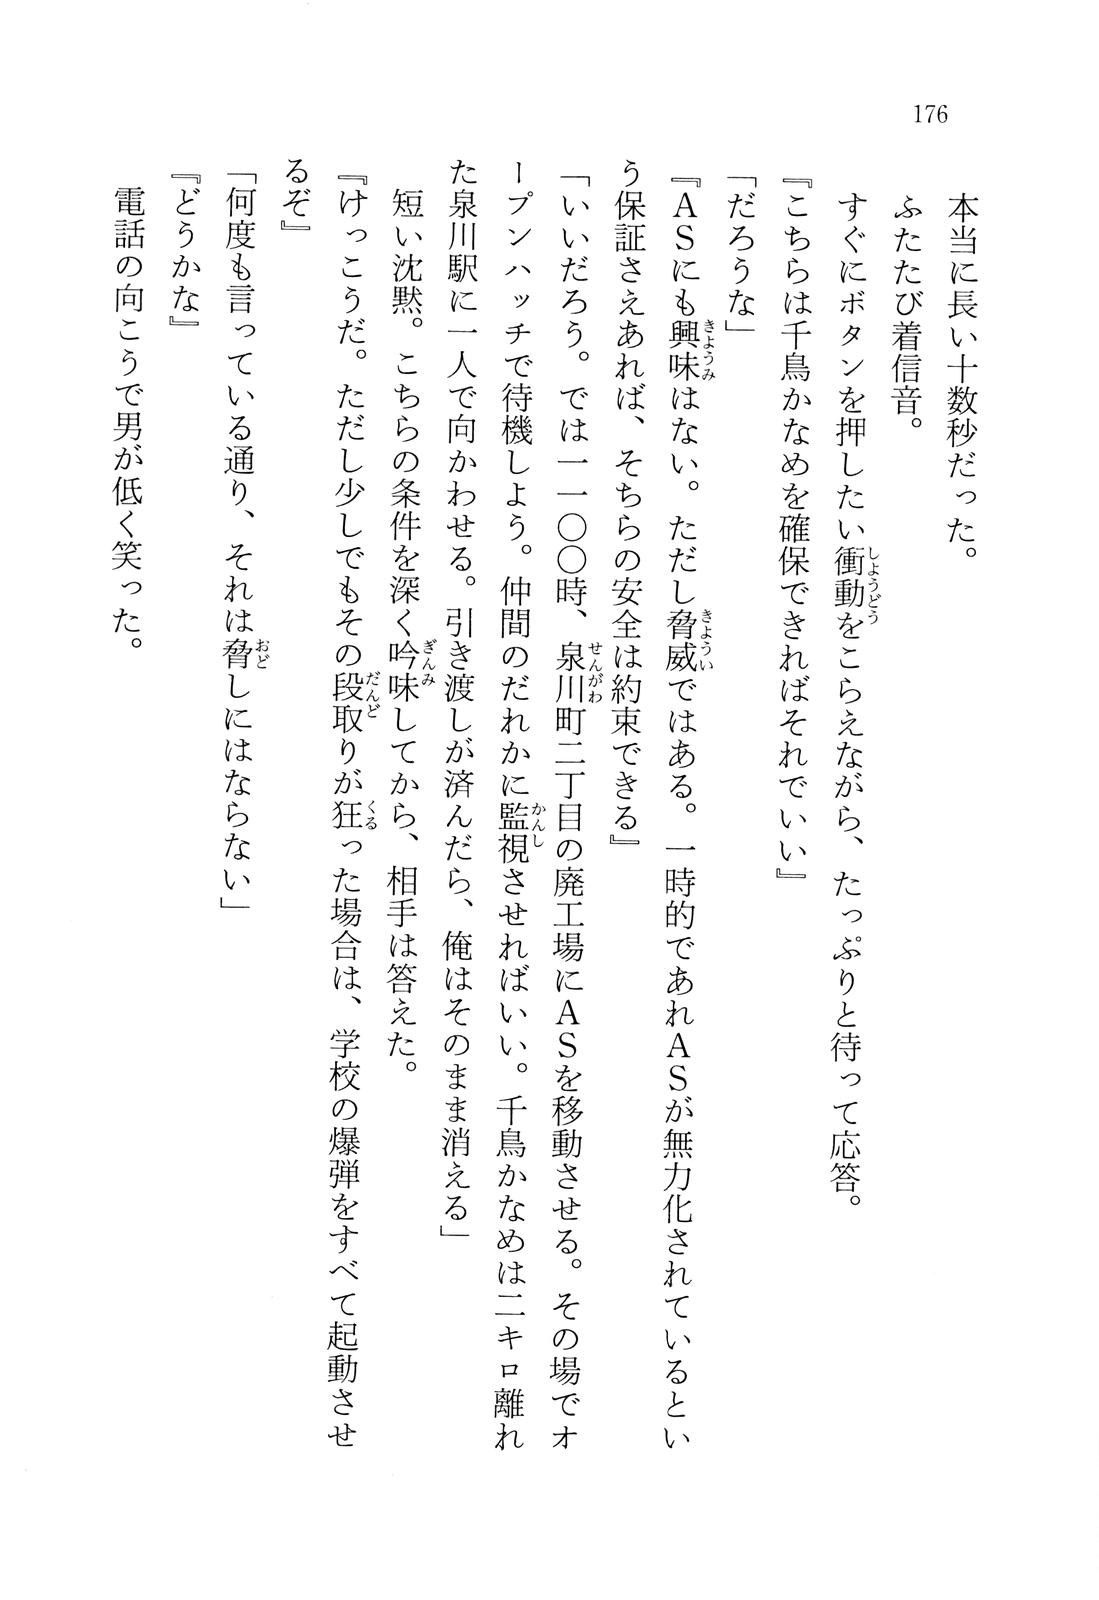 176
本当に長い十数秒だった。
ふたたび着信音。
すぐにボタンを押したい衝動をこらえながら、たっぷりと待って応答。
『こちらは千鳥かなめを確保できればそれでいい』
「だろうな」
『ＡＳにも興味はない。ただし脅威ではある。一時的であれＡＳが無力化されているとい
う保証さえあれば、そちらの安全は約束できる』
「いいだろう。では一一〇〇時、泉川町二丁目の廃工場にＡＳを移動させる。その場でオ
ープンハッチで待機しよう。仲間のだれかに監視させればいい。千鳥かなめは二キロ離れ
た泉川駅に一人で向かわせる。引き渡しが済んだら、俺はそのまま消える」
短い沈黙。こちらの条件を深く吟味してから、相手は答えた。
『けっこうだ。ただし少しでもその段取りが狂った場合は、学校の爆弾をすべて起動させ
るぞ』
「何度も言っている通り、それは脅しにはならない」
『どうかな』
電話の向こうで男が低く笑った。